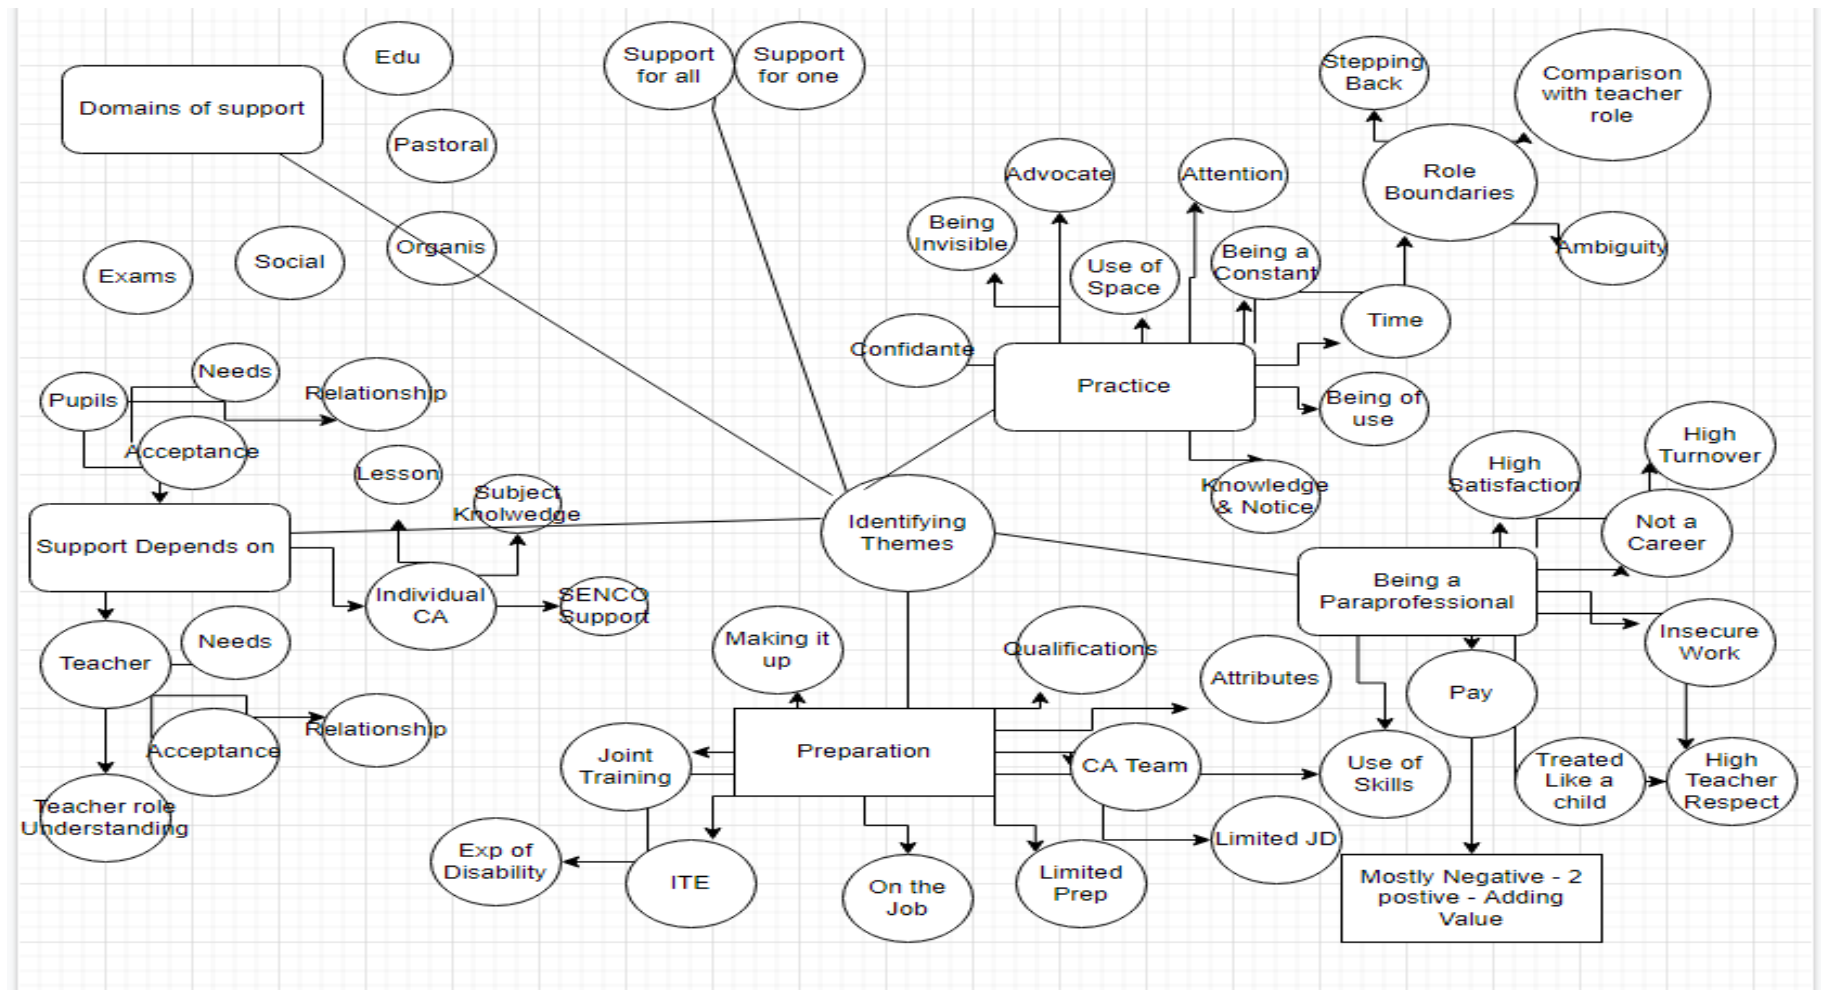 Edu
Domains of support
Pastoral
Organis
Social
Exams
Support
for all
Support
for one
Stepping
Back
Comparison
with teacher
role
Role
Boundaries
Ambiguity
Advocate
Attention
Being
Invisible
Use of
Space
Being a
Constant
Time
Confidante
Practice
Being of
use
Knowledge
& Notice
Needs
Pupils
Relationship
Acceptance
Lesson
Subject
Knolwedge
Support Depends on
Individual
CA
SENCO
Support
Identifying
Themes
Teacher
Needs
Acceptance
Relationship
Teacher role
Understanding
High
Turnover
High
Satisfaction
Not a
Career
Being a
Paraprofessional
Insecure
Work
Pay
Use of
Skills
Treated
Like a
child
High
Teacher
Respect
Mostly Negative - 2
postive - Adding
Value
Making it
up
Qualifications
Attributes
Preparation
Joint
Training
CA Team
Limited JD
Exp of
Disability
ITE
On the
Job
Limited
Prep